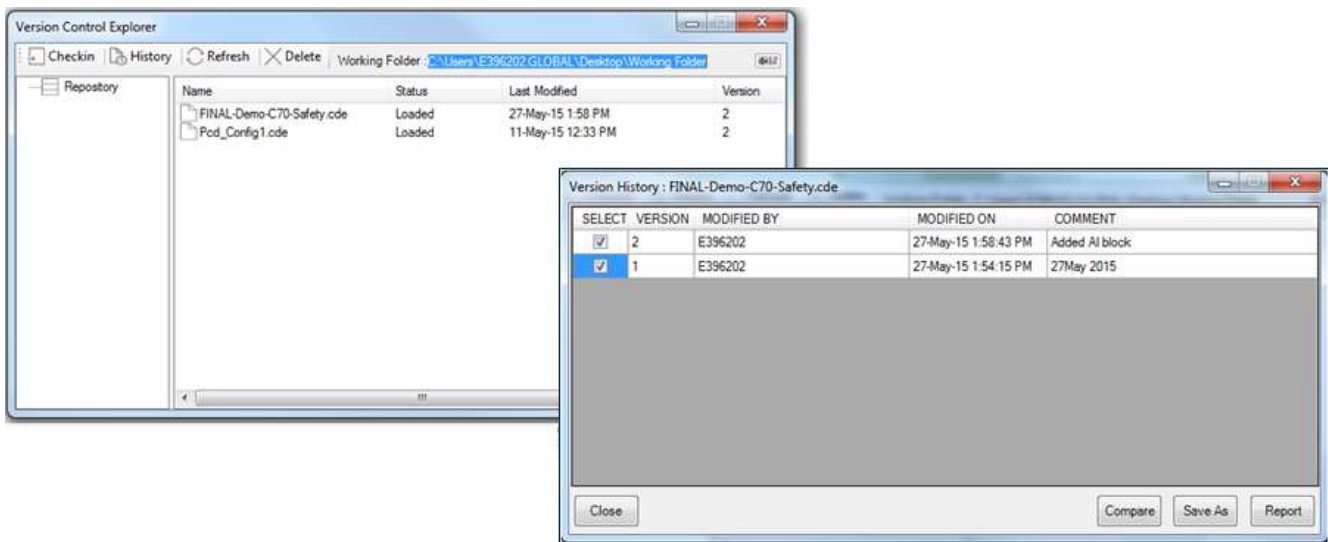 Version Control Explorer
Checkin History Refresh Delete Working Folder : C:\Users\E396202.GLOBAL\Desktop\Working Folder
Repository
Name Status Last Modified Version
FINAL-Demo-C70-Safety.cde Loaded 27-May-15 1:58 PM 2
Pcd_Config1.cde Loaded 11-May-15 12:33 PM 2
Version History : FINAL-Demo-C70-Safety.cde
SELECT VERSION MODIFIED BY MODIFIED ON COMMENT
2 E396202 27-May-15 1:58:43 PM Added AI block
1 E396202 27-May-15 1:54:15 PM 27May 2015
Close Compare Save As Report